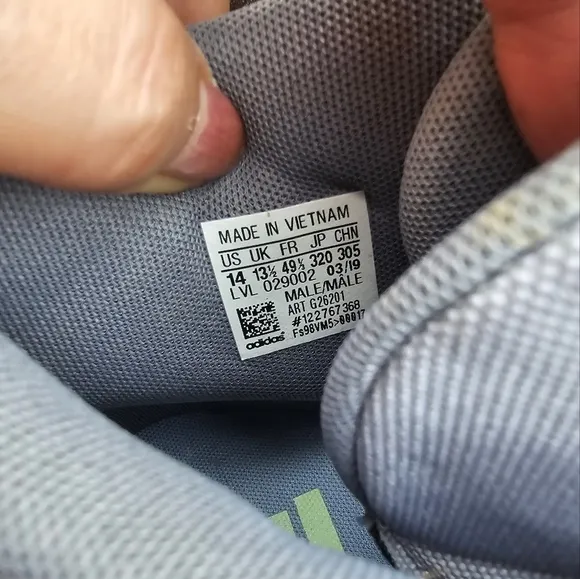 MADE IN VIETNAM
US UK FR JP CHN
14 13½ 49⅓ 320 305
LVL 029002 03/19
MALE/MÂLE
ART G26201
#122767368
Fs98VM5>00017
adidas